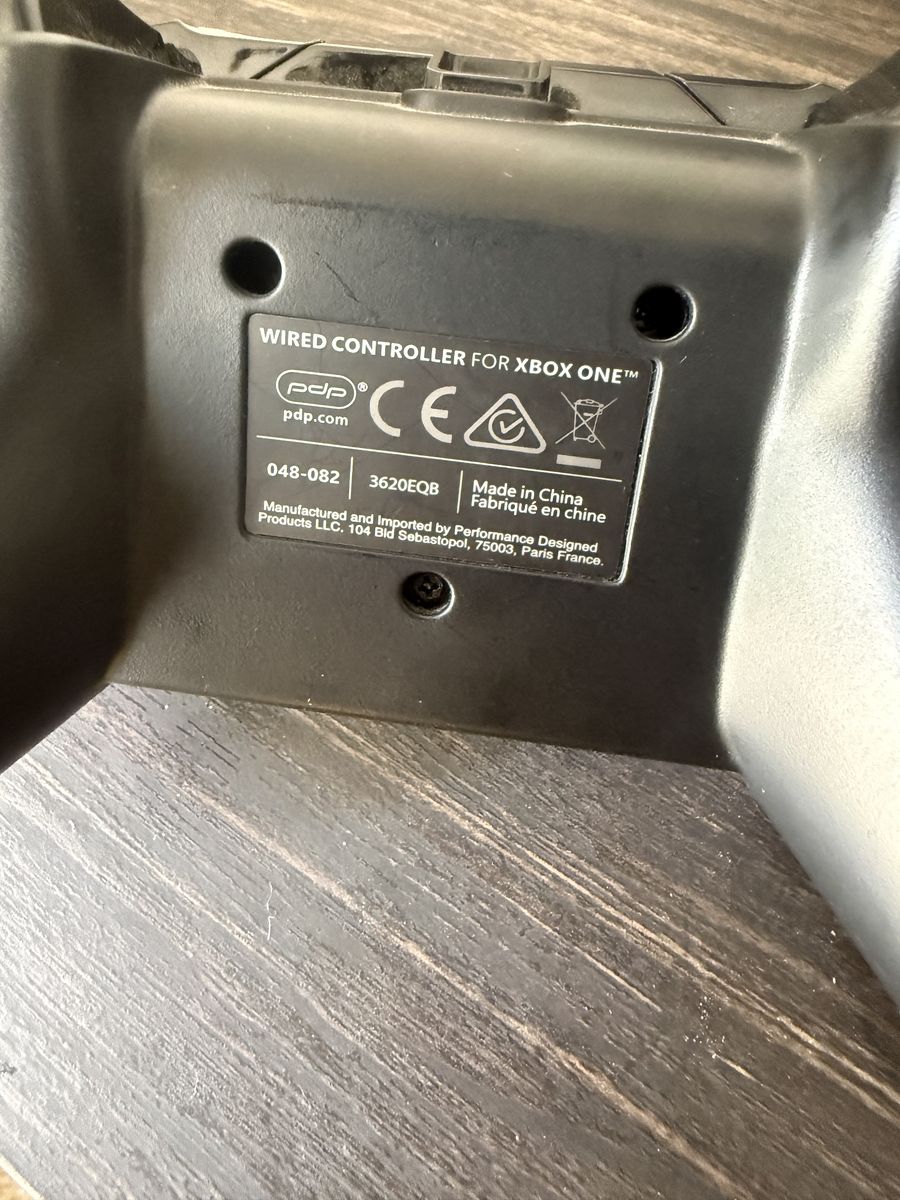 WIRED CONTROLLER FOR XBOX ONE™
pdp®
pdp.com
CE
048-082
3620EQB
Made in China
Fabriqué en chine
Manufactured and Imported by Performance Designed
Products LLC. 104 Bld Sebastopol, 75003, Paris France.